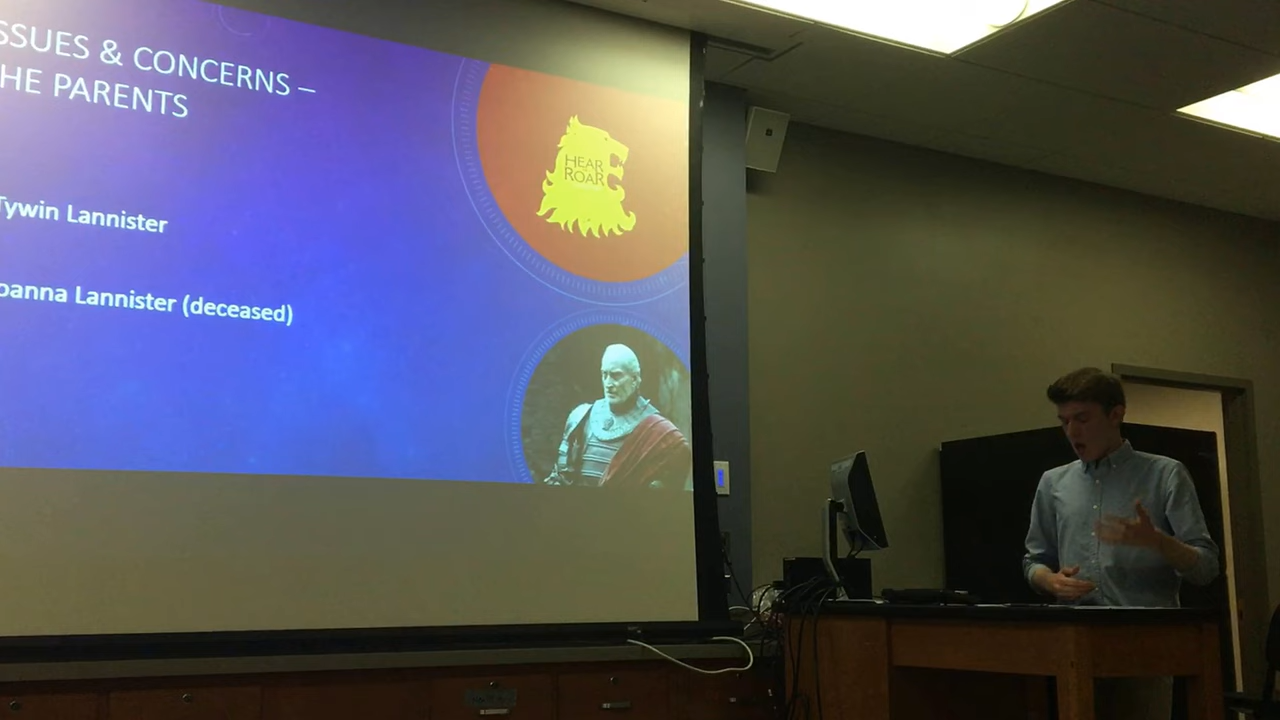 SSUES & CONCERNS –
HE PARENTS
Tywin Lannister
oanna Lannister (deceased)
HEAR
ROAR